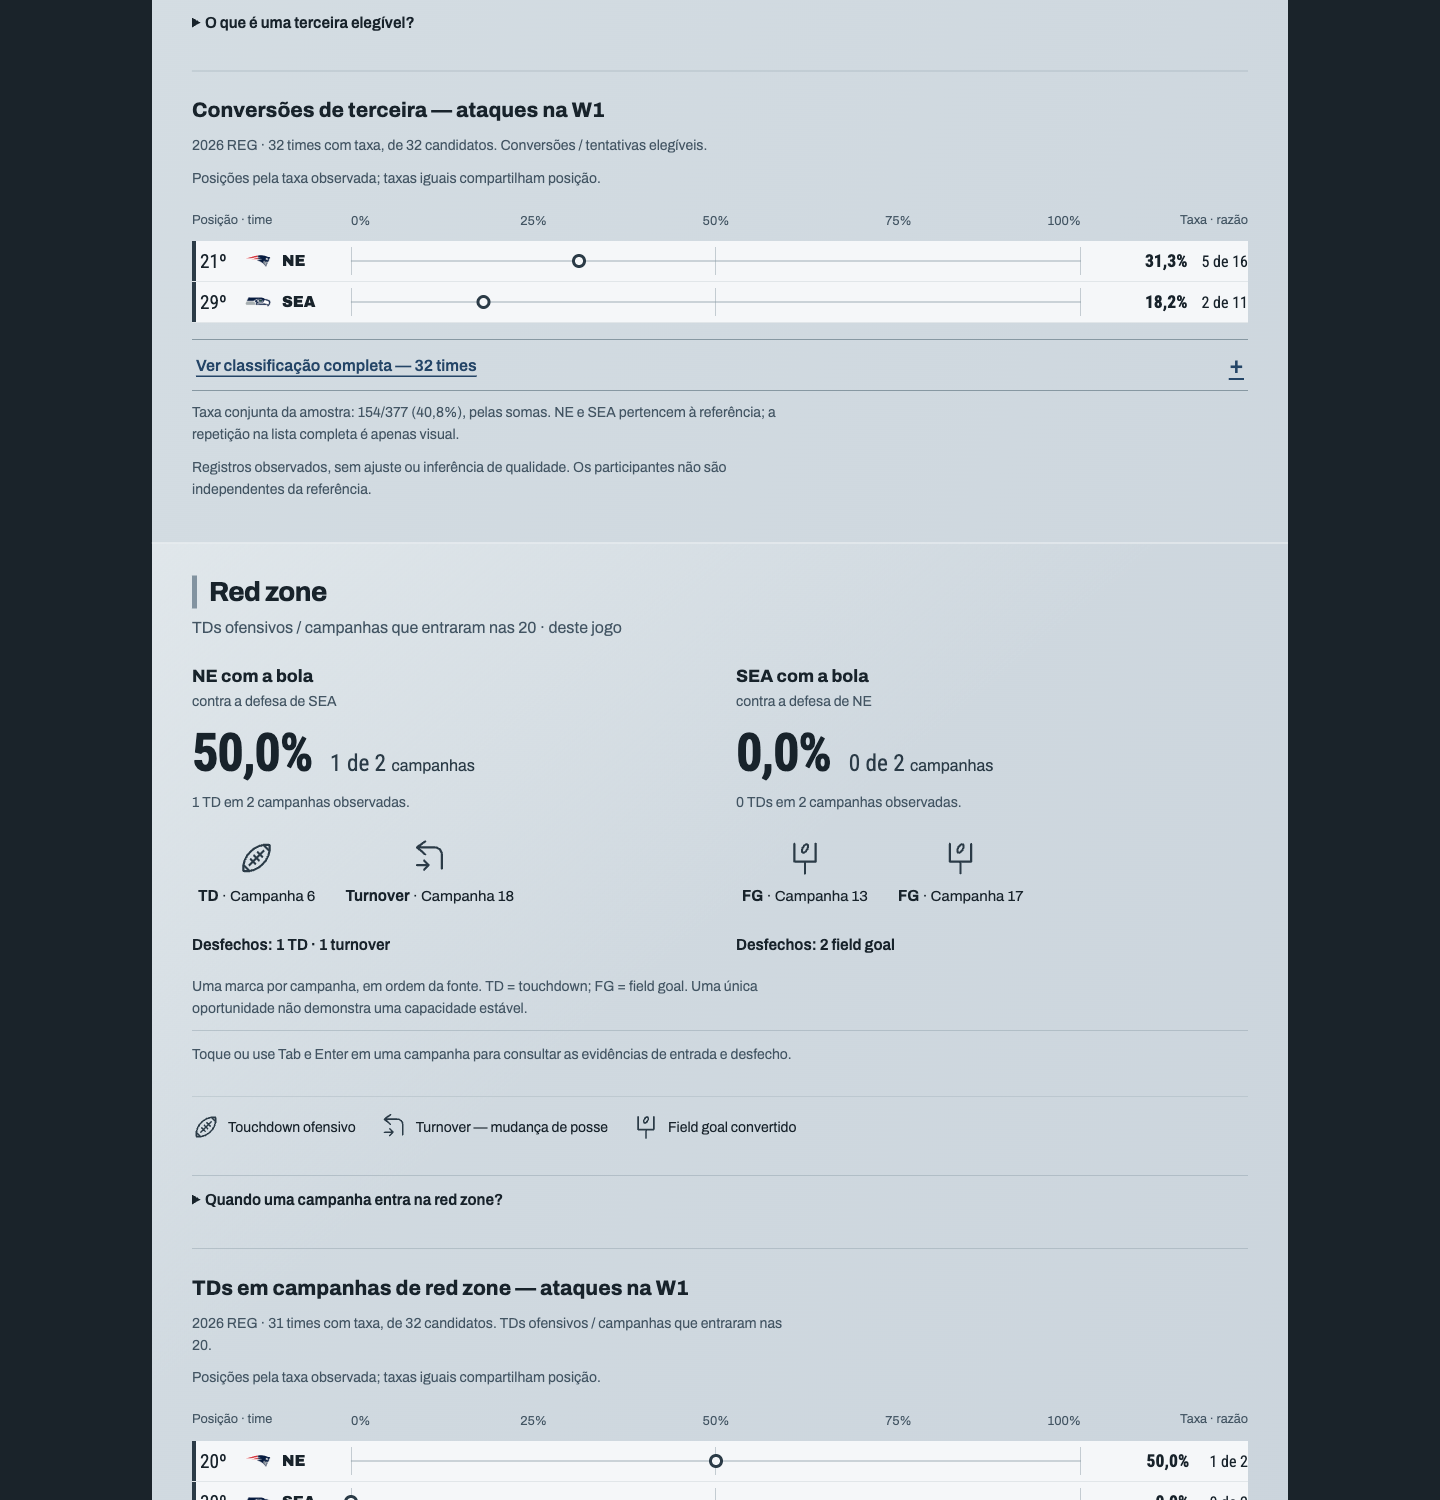 O que é uma terceira elegível?
Conversões de terceira — ataques na W1
2026 REG · 32 times com taxa, de 32 candidatos. Conversões / tentativas elegíveis.
Posições pela taxa observada; taxas iguais compartilham posição.
Posição · time 0% 25% 50% 75% 100% Taxa · razão
21º NE 31,3% 5 de 16
29º SEA 18,2% 2 de 11
Ver classificação completa — 32 times +
Taxa conjunta da amostra: 154/377 (40,8%), pelas somas. NE e SEA pertencem à referência; a
repetição na lista completa é apenas visual.
Registros observados, sem ajuste ou inferência de qualidade. Os participantes não são
independentes da referência.
Red zone
TDs ofensivos / campanhas que entraram nas 20 · deste jogo
NE com a bola
contra a defesa de SEA
50,0% 1 de 2 campanhas
1 TD em 2 campanhas observadas.
TD · Campanha 6 Turnover · Campanha 18
Desfechos: 1 TD · 1 turnover
SEA com a bola
contra a defesa de NE
0,0% 0 de 2 campanhas
0 TDs em 2 campanhas observadas.
FG · Campanha 13 FG · Campanha 17
Desfechos: 2 field goal
Uma marca por campanha, em ordem da fonte. TD = touchdown; FG = field goal. Uma única
oportunidade não demonstra uma capacidade estável.
Toque ou use Tab e Enter em uma campanha para consultar as evidências de entrada e desfecho.
Touchdown ofensivo Turnover — mudança de posse Field goal convertido
Quando uma campanha entra na red zone?
TDs em campanhas de red zone — ataques na W1
2026 REG · 31 times com taxa, de 32 candidatos. TDs ofensivos / campanhas que entraram nas
20.
Posições pela taxa observada; taxas iguais compartilham posição.
Posição · time 0% 25% 50% 75% 100% Taxa · razão
20º NE 50,0% 1 de 2
SEA